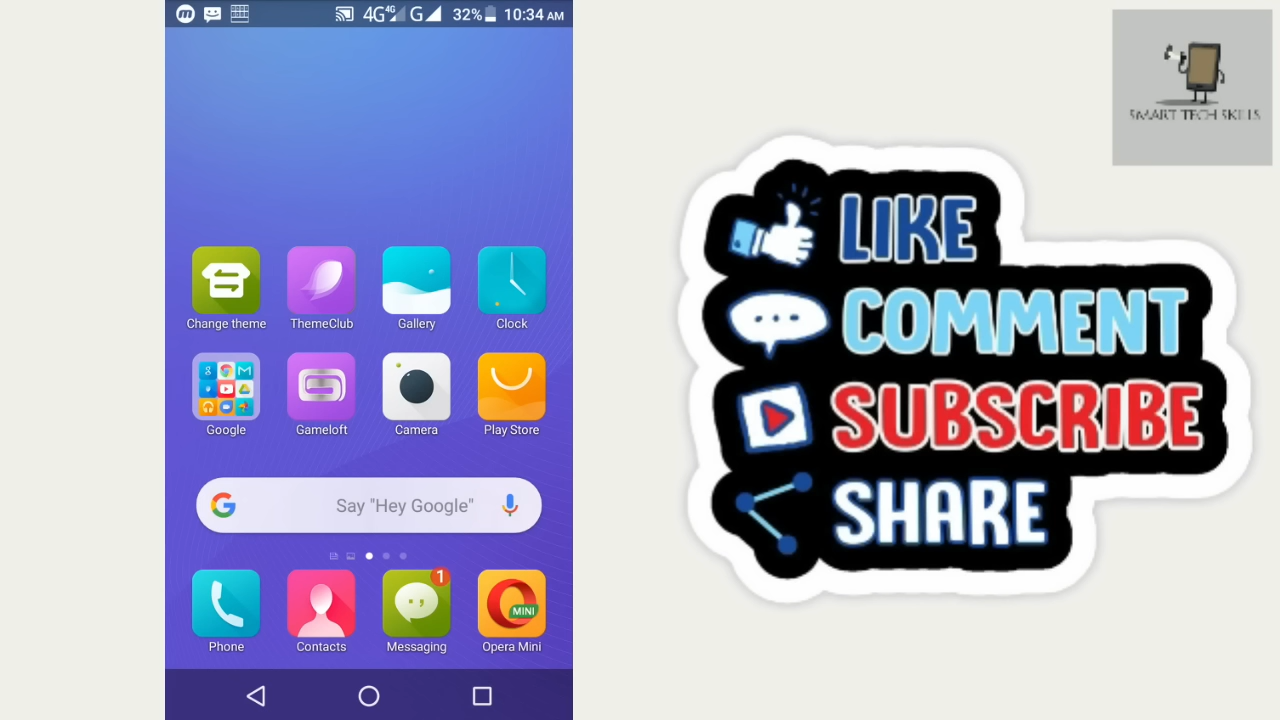 4G 4G G 32% 10:34 AM
Change theme ThemeClub Gallery Clock
Google Gameloft Camera Play Store
Say "Hey Google"
1
MINI
Phone Contacts Messaging Opera Mini
SMART TECH SKILLS
LIKE
COMMENT
SUBSCRIBE
SHARE